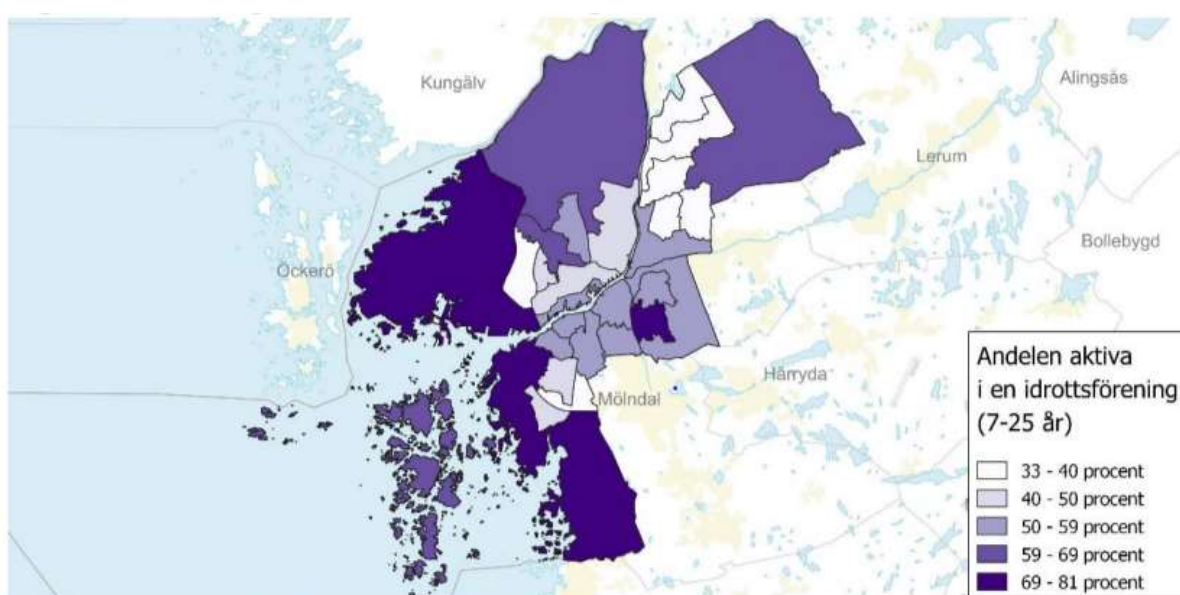 Kungälv
Alingsås
Lerum
Bollebygd
Öckerö
Härryda
Mölndal
Andelen aktiva
i en idrottsförening
(7-25 år)
33 - 40 procent
40 - 50 procent
50 - 59 procent
59 - 69 procent
69 - 81 procent